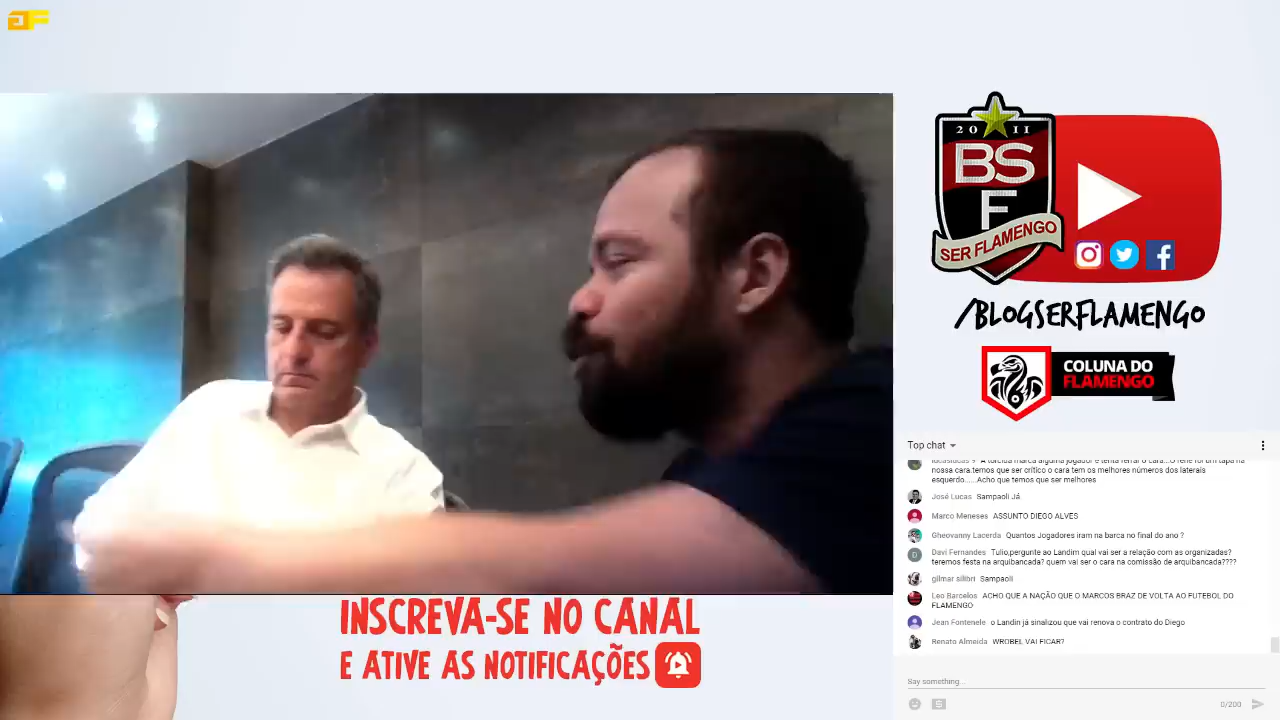 GF
20 11
BS
F
SER FLAMENGO
/BLOGSERFLAMENGO
COLUNA DO
FLAMENGO
Top chat
nossa cara.temos que ser crítico o cara tem os melhores números dos laterais
esquerdo......Acho que temos que ser melhores
José Lucas Sampaoli Já
Marco Meneses ASSUNTO DIEGO ALVES
Gheovanny Lacerda Quantos Jogadores iram na barca no final do ano ?
Davi Fernandes Tulio,pergunte ao Landim qual vai ser a relação com as organizadas?
teremos festa na arquibancada? quem vai ser o cara na comissão de arquibancada????
gilmar silibri Sampaoli
Leo Barcelos ACHO QUE A NAÇÃO QUE O MARCOS BRAZ DE VOLTA AO FUTEBOL DO
FLAMENGO
Jean Fontenele o Landin já sinalizou que vai renova o contrato do Diego
Renato Almeida WROBEL VAI FICAR?
Say something...
0/200
INSCREVA-SE NO CANAL
E ATIVE AS NOTIFICAÇÕES